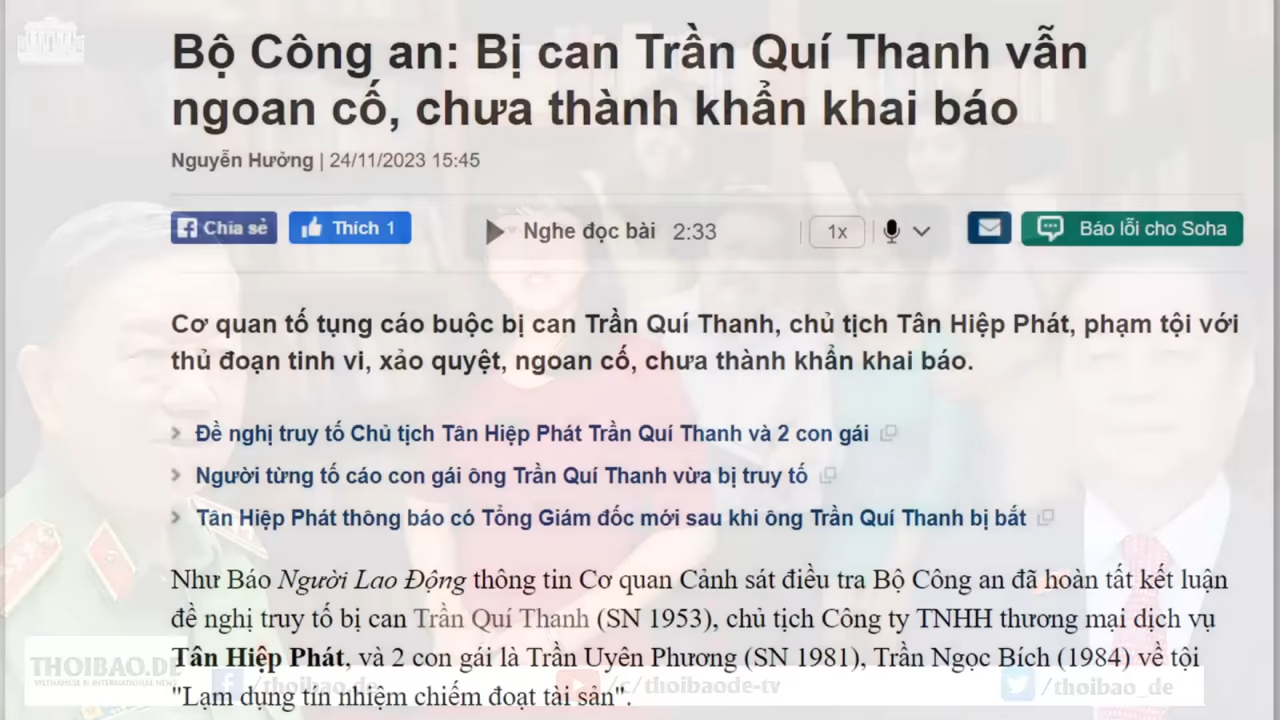 Bộ Công an: Bị can Trần Quí Thanh vẫn
ngoan cố, chưa thành khẩn khai báo
Nguyễn Hưởng | 24/11/2023 15:45
Chia sẻ
Thích 1
Nghe đọc bài 2:33
1x
Báo lỗi cho Soha
Cơ quan tố tụng cáo buộc bị can Trần Quí Thanh, chủ tịch Tân Hiệp Phát, phạm tội với
thủ đoạn tinh vi, xảo quyệt, ngoan cố, chưa thành khẩn khai báo.
Đề nghị truy tố Chủ tịch Tân Hiệp Phát Trần Quí Thanh và 2 con gái
Người từng tố cáo con gái ông Trần Quí Thanh vừa bị truy tố
Tân Hiệp Phát thông báo có Tổng Giám đốc mới sau khi ông Trần Quí Thanh bị bắt
Như Báo Người Lao Động thông tin Cơ quan Cảnh sát điều tra Bộ Công an đã hoàn tất kết luận
đề nghị truy tố bị can Trần Quí Thanh (SN 1953), chủ tịch Công ty TNHH thương mại dịch vụ
Tân Hiệp Phát, và 2 con gái là Trần Uyên Phương (SN 1981), Trần Ngọc Bích (1984) về tội
"Lạm dụng tín nhiệm chiếm đoạt tài sản".
THOIBAO.DE
VIETNAMESE & INTERNATIONAL NEWS
/thoibao.de
/c/thoibaode-tv
/thoibao_de